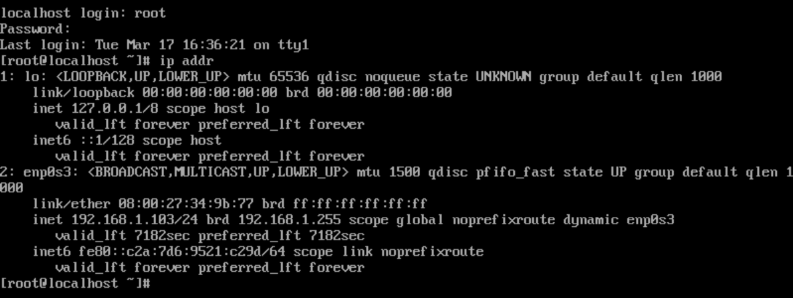 localhost login: root
Password:
Last login: Tue Mar 17 16:36:21 on tty1
[root@localhost ~]# ip addr
1: lo: <LOOPBACK,UP,LOWER_UP> mtu 65536 qdisc noqueue state UNKNOWN group default qlen 1000
    link/loopback 00:00:00:00:00:00 brd 00:00:00:00:00:00
    inet 127.0.0.1/8 scope host lo
       valid_lft forever preferred_lft forever
    inet6 ::1/128 scope host
       valid_lft forever preferred_lft forever
2: enp0s3: <BROADCAST,MULTICAST,UP,LOWER_UP> mtu 1500 qdisc pfifo_fast state UP group default qlen 1
000
    link/ether 08:00:27:34:9b:77 brd ff:ff:ff:ff:ff:ff
    inet 192.168.1.103/24 brd 192.168.1.255 scope global noprefixroute dynamic enp0s3
       valid_lft 7182sec preferred_lft 7182sec
    inet6 fe80::c2a:7d6:9521:c29d/64 scope link noprefixroute
       valid_lft forever preferred_lft forever
[root@localhost ~]#